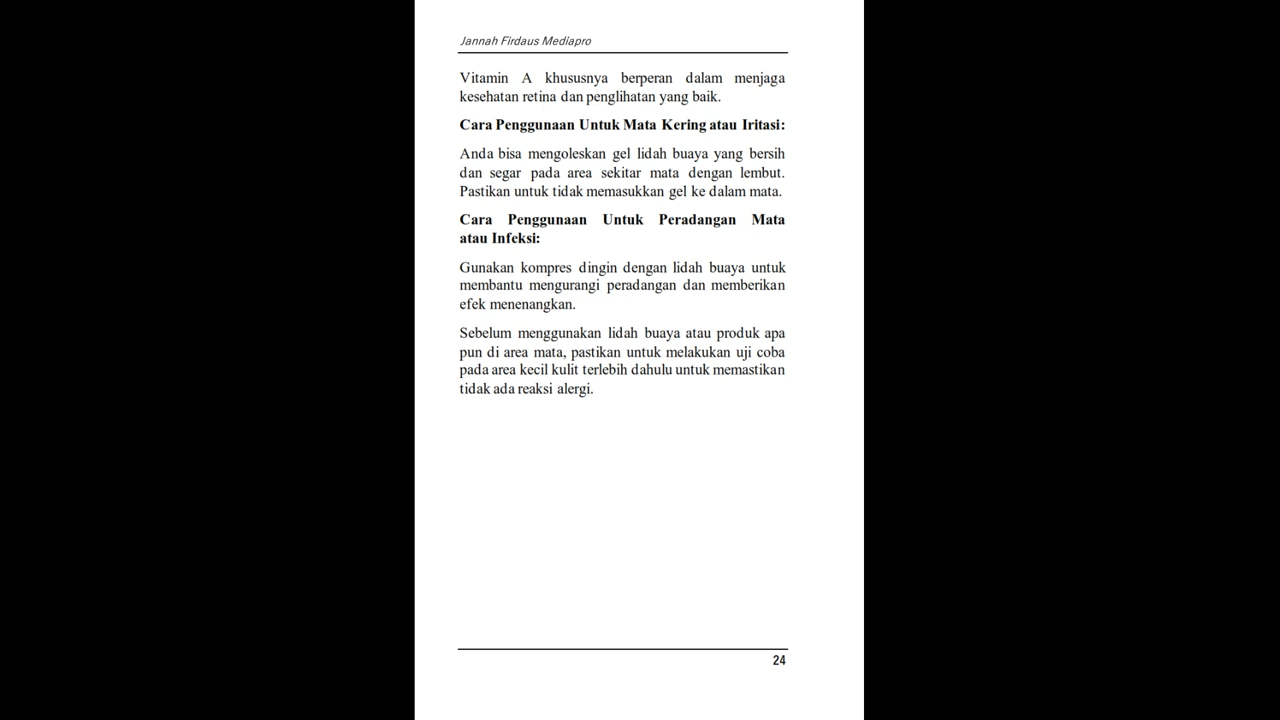 Jannah Firdaus Mediapro
Vitamin A khususnya berperan dalam menjaga
kesehatan retina dan penglihatan yang baik.
Cara Penggunaan Untuk Mata Kering atau Iritasi:
Anda bisa mengoleskan gel lidah buaya yang bersih
dan segar pada area sekitar mata dengan lembut.
Pastikan untuk tidak memasukkan gel ke dalam mata.
Cara Penggunaan Untuk Peradangan Mata
atau Infeksi:
Gunakan kompres dingin dengan lidah buaya untuk
membantu mengurangi peradangan dan memberikan
efek menenangkan.
Sebelum menggunakan lidah buaya atau produk apa
pun di area mata, pastikan untuk melakukan uji coba
pada area kecil kulit terlebih dahulu untuk memastikan
tidak ada reaksi alergi.
24